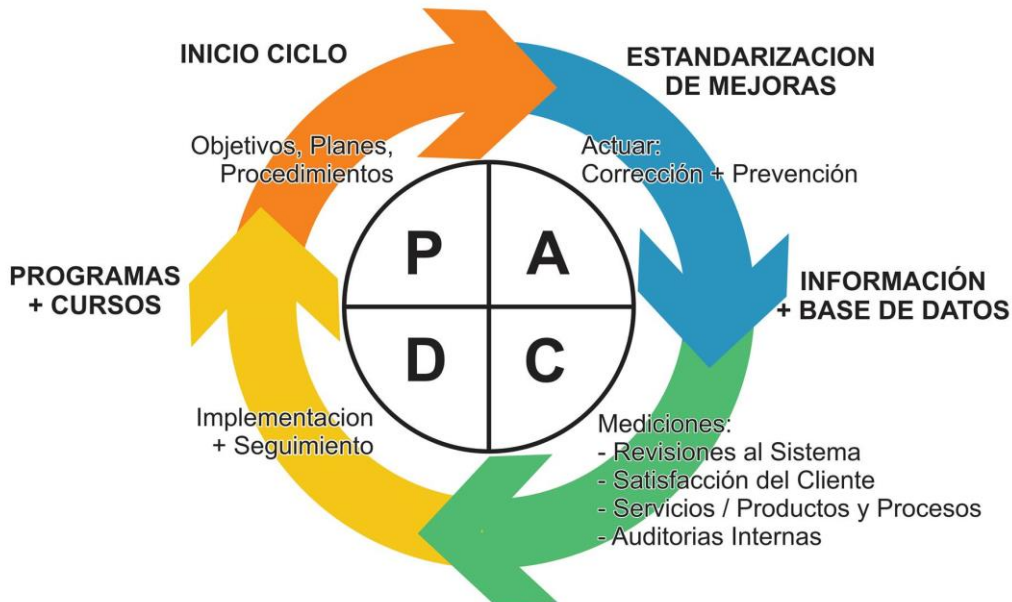 INICIO CICLO
ESTANDARIZACION
DE MEJORAS
Objetivos, Planes,
Procedimientos
Actuar:
Corrección + Prevención
P
A
PROGRAMAS
+ CURSOS
INFORMACIÓN
+ BASE DE DATOS
D
C
Implementacion
+ Seguimiento
Mediciones:
- Revisiones al Sistema
- Satisfacción del Cliente
- Servicios / Productos y Procesos
- Auditorias Internas